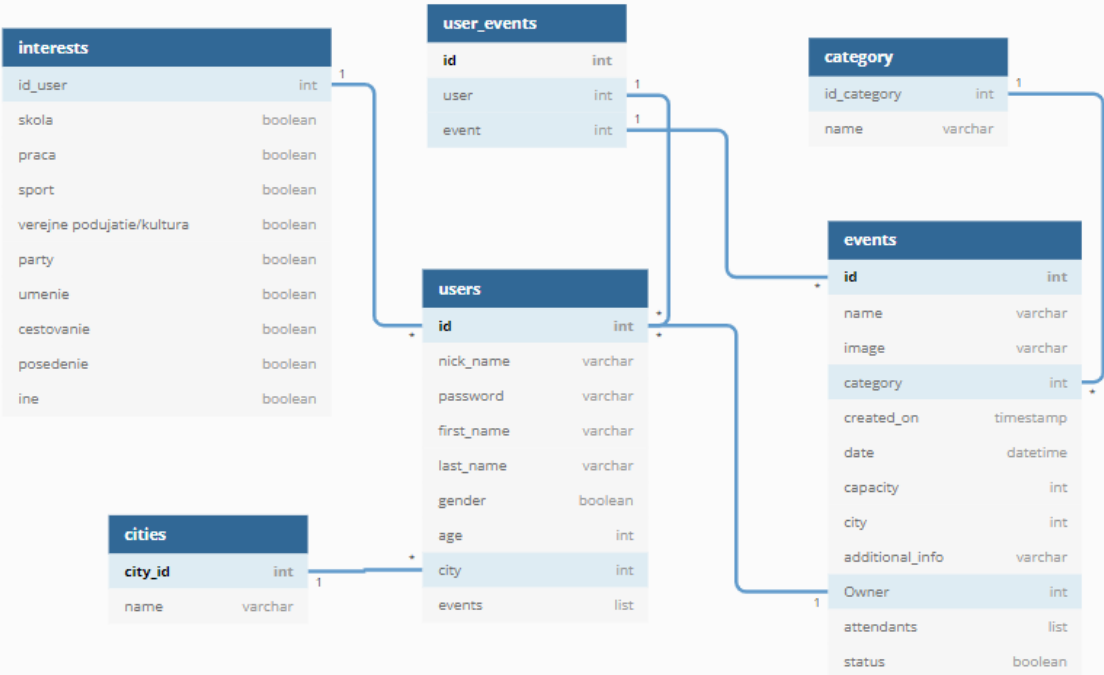 interests
id_user int
skola boolean
praca boolean
sport boolean
verejne podujatie/kultura boolean
party boolean
umenie boolean
cestovanie boolean
posedenie boolean
ine boolean
1
user_events
id int
user int
event int
1
1
category
id_category int
name varchar
1
users
id int
nick_name varchar
password varchar
first_name varchar
last_name varchar
gender boolean
age int
city int
events list
*
*
*
*
cities
city_id int
name varchar
1
events
id int
name varchar
image varchar
category int
created_on timestamp
date datetime
capacity int
city int
additional_info varchar
Owner int
attendants list
status boolean
*
*
1